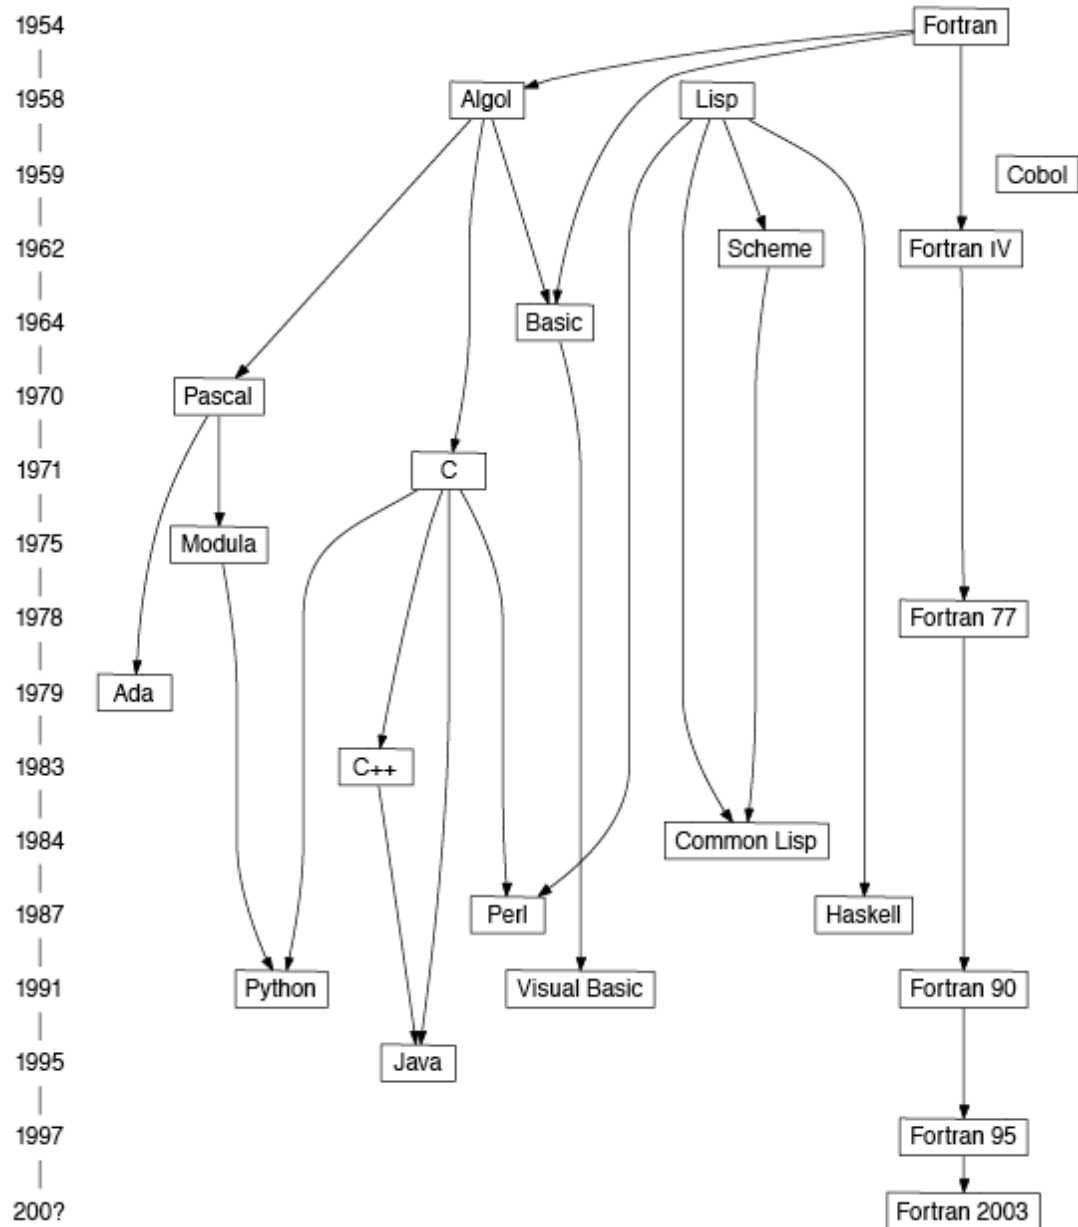 1954
Fortran
1958
Algol
Lisp
1959
Cobol
1962
Scheme
Fortran IV
1964
Basic
1970
Pascal
1971
C
1975
Modula
1978
Fortran 77
1979
Ada
1983
C++
1984
Common Lisp
1987
Perl
Haskell
1991
Python
Visual Basic
Fortran 90
1995
Java
1997
Fortran 95
200?
Fortran 2003